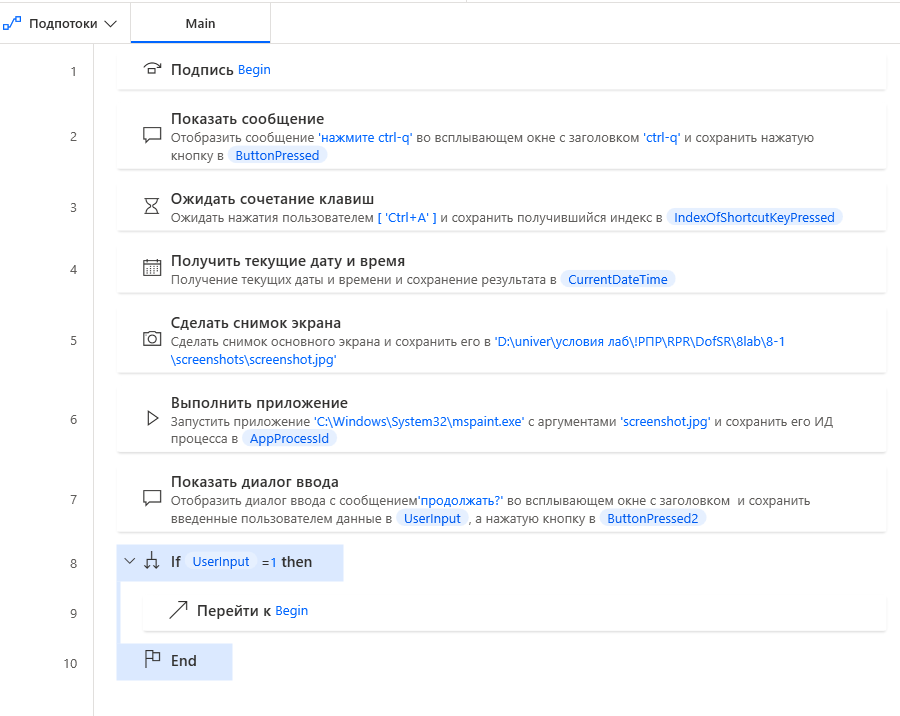 Подпотоки
Main
1
Подпись Begin
2
Показать сообщение
Отобразить сообщение 'нажмите ctrl-q' во всплывающем окне с заголовком 'ctrl-q' и сохранить нажатую
кнопку в ButtonPressed
3
Ожидать сочетание клавиш
Ожидать нажатия пользователем [ 'Ctrl+A' ] и сохранить получившийся индекс в IndexOfShortcutKeyPressed
4
Получить текущие дату и время
Получение текущих даты и времени и сохранение результата в CurrentDateTime
5
Сделать снимок экрана
Сделать снимок основного экрана и сохранить его в 'D:\univer\условия лаб\!РПР\RPR\DofSR\8lab\8-1
\screenshots\screenshot.jpg'
6
Выполнить приложение
Запустить приложение 'C:\Windows\System32\mspaint.exe' с аргументами 'screenshot.jpg' и сохранить его ИД
процесса в AppProcessId
7
Показать диалог ввода
Отобразить диалог ввода с сообщением'продолжать?' во всплывающем окне с заголовком и сохранить
введенные пользователем данные в UserInput , а нажатую кнопку в ButtonPressed2
8
If UserInput =1 then
9
Перейти к Begin
10
End